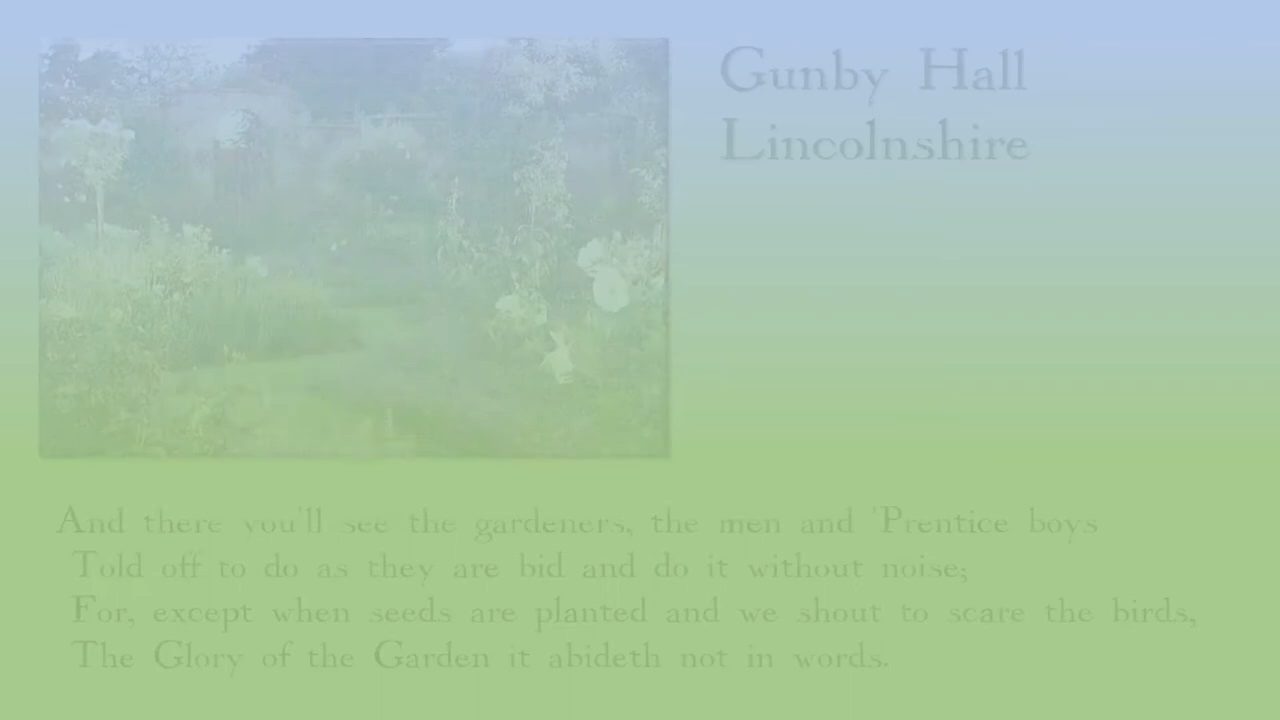 Gunby Hall
Lincolnshire
And there you'll see the gardeners, the men and 'Prentice boys
Told off to do as they are bid and do it without noise;
For, except when seeds are planted and we shout to scare the birds,
The Glory of the Garden it abideth not in words.